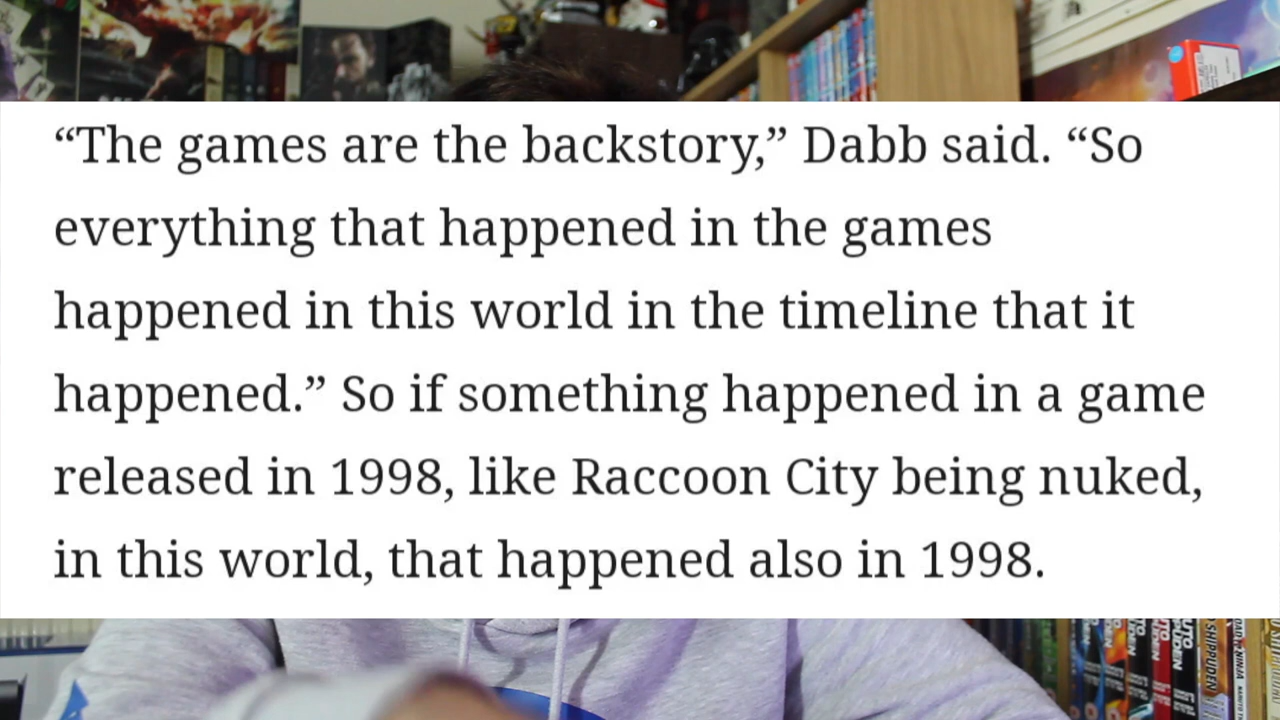 “The games are the backstory,” Dabb said. “So
everything that happened in the games
happened in this world in the timeline that it
happened.” So if something happened in a game
released in 1998, like Raccoon City being nuked,
in this world, that happened also in 1998.
SHIPPUDEN
NINJA